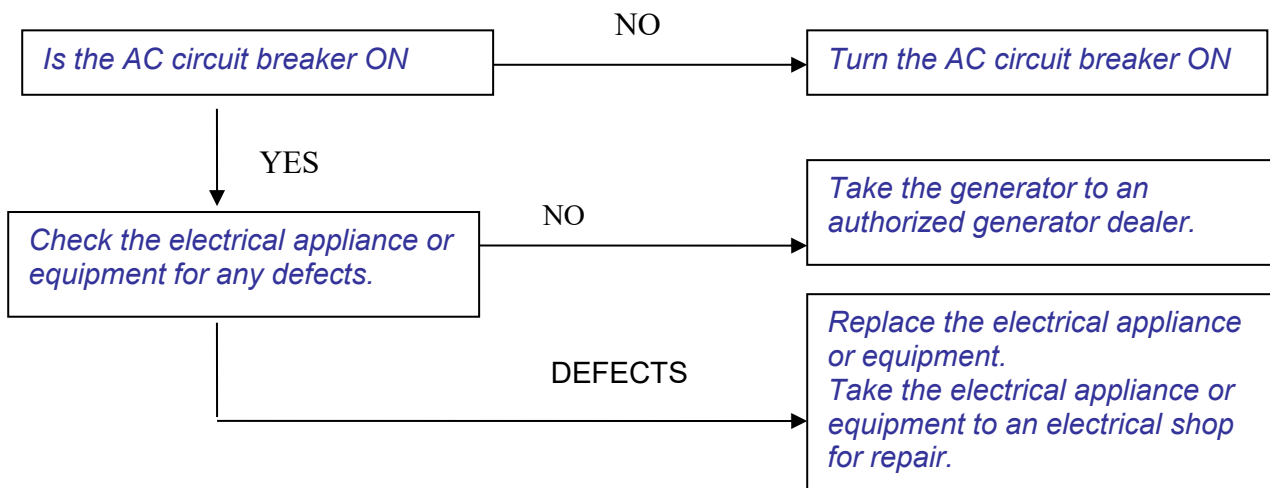 NO
Is the AC circuit breaker ON
Turn the AC circuit breaker ON
YES
Take the generator to an
authorized generator dealer.
NO
Check the electrical appliance or
equipment for any defects.
Replace the electrical appliance
or equipment.
Take the electrical appliance or
equipment to an electrical shop
for repair.
DEFECTS